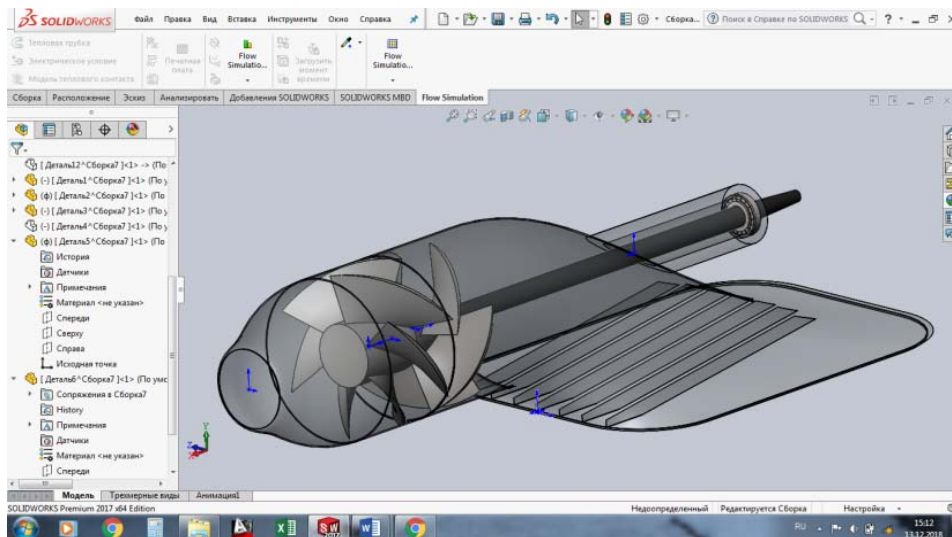 SOLIDWORKS Файл Правка Вид Вставка Инструменты Окно Справка Сборка... Поиск в Справке по SOLIDWORKS
Тепловая трубка
Электрическое условие
Модель теплового контакта
Печатная плата
Flow Simulatio...
Загрузить момент времени
Flow Simulatio...
Сборка Расположение Эскиз Анализировать Добавления SOLIDWORKS SOLIDWORKS MBD Flow Simulation
[ Деталь12^Сборка7 ]<1> -> (По
(-) [ Деталь1^Сборка7 ]<1> (По у
(ф) [ Деталь2^Сборка7 ]<1> (По
(-) [ Деталь3^Сборка7 ]<1> (По у
(-) [ Деталь4^Сборка7 ]<1> (По у
(ф) [ Деталь5^Сборка7 ]<1> (По
История
Датчики
Примечания
Материал <не указан>
Спереди
Сверху
Справа
Исходная точка
[ Деталь6^Сборка7 ]<1> (По умо
Сопряжения в Сборка7
History
Примечания
Датчики
Материал <не указан>
Спереди
Y
Z
Модель Трехмерные виды Анимация1
SOLIDWORKS Premium 2017 x64 Edition Недоопределенный Редактируется Сборка Настройка
RU 15:12
13.12.2018